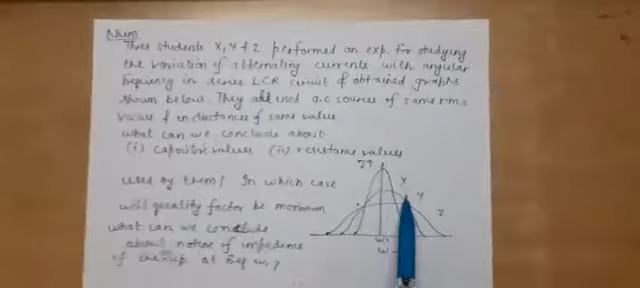 Num
Three students X, Y & Z performed an exp. for studying
the variation of alternating currents with angular
frequency in series LCR circuit & obtained graphs
shown below. They all used a.c sources of same rms
values & inductances of same value
what can we conclude about
(i) capacitive values (ii) resistance values
used by them? In which case
will quality factor be maximum
what can we conclude
about nature of impedence
of at freq ω₀?
I↑
X
Y
Z
ω₀
ω